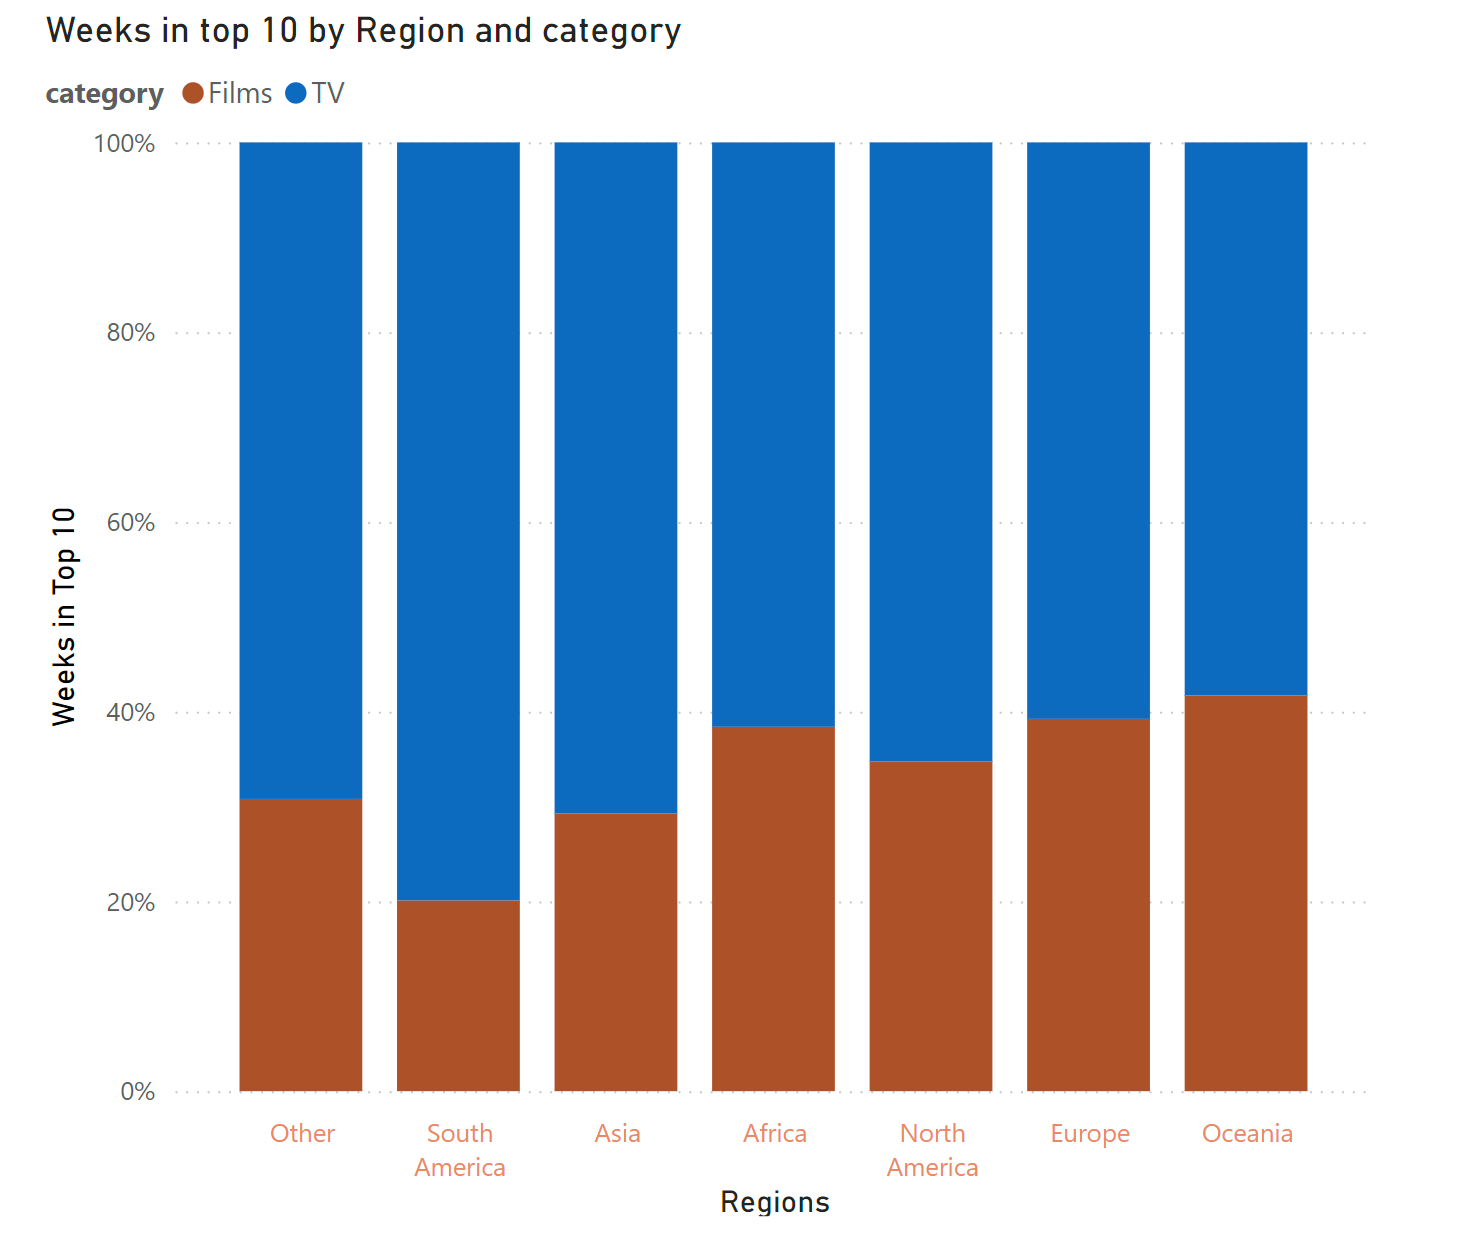 Weeks in top 10 by Region and category
category Films TV
100%
80%
60%
40%
20%
0%
Weeks in Top 10
Other South America Asia Africa North America Europe Oceania
Regions